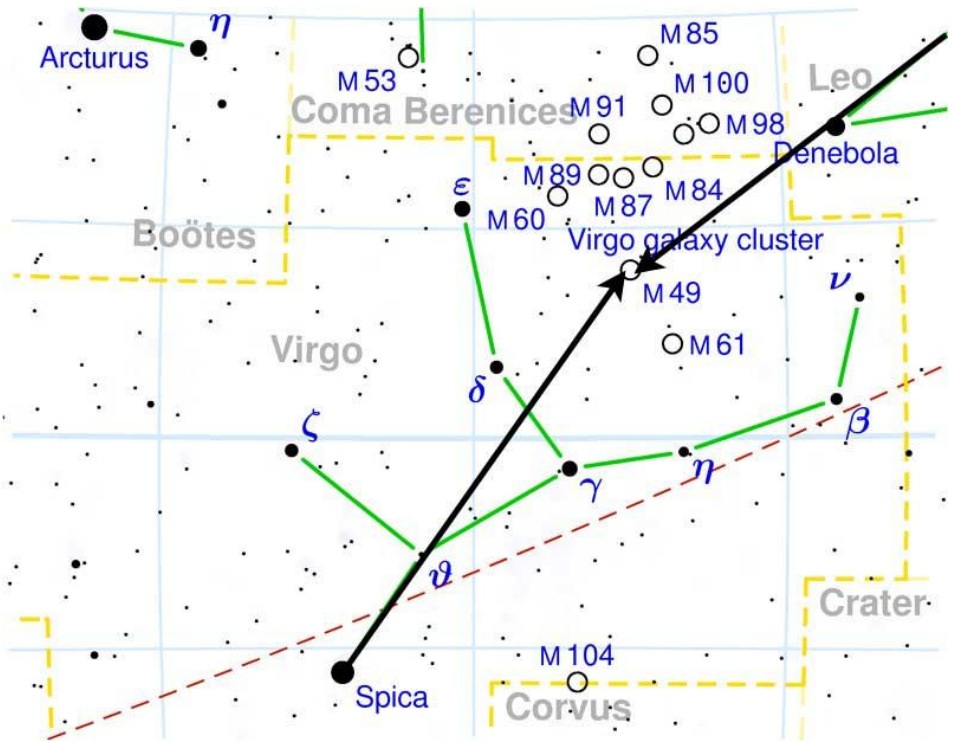 η
M 85
Arcturus
M 53
M 100
Leo
Coma Berenices
M 91
M 98
Denebola
M 89
M 84
ε
M 60
M 87
Boötes
Virgo galaxy cluster
ν
M 49
Virgo
M 61
δ
ζ
β
η
γ
ϑ
Crater
M 104
Spica
Corvus